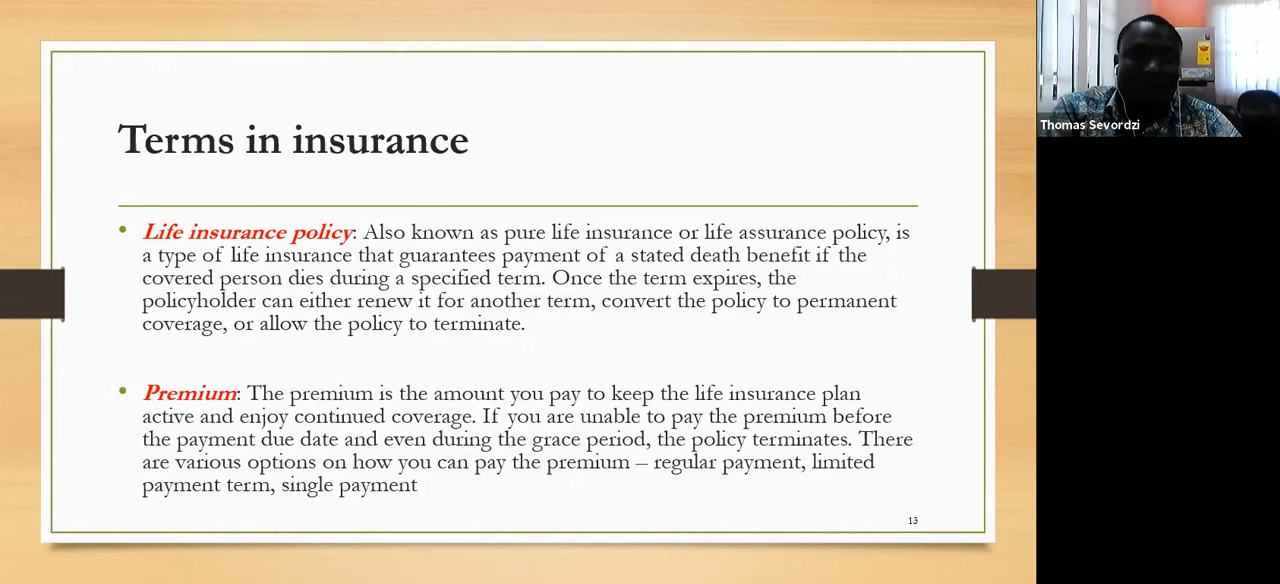 Terms in insurance
Life insurance policy: Also known as pure life insurance or life assurance policy, is
a type of life insurance that guarantees payment of a stated death benefit if the
covered person dies during a specified term. Once the term expires, the
policyholder can either renew it for another term, convert the policy to permanent
coverage, or allow the policy to terminate.
Premium: The premium is the amount you pay to keep the life insurance plan
active and enjoy continued coverage. If you are unable to pay the premium before
the payment due date and even during the grace period, the policy terminates. There
are various options on how you can pay the premium – regular payment, limited
payment term, single payment
13
Thomas Sevordzi